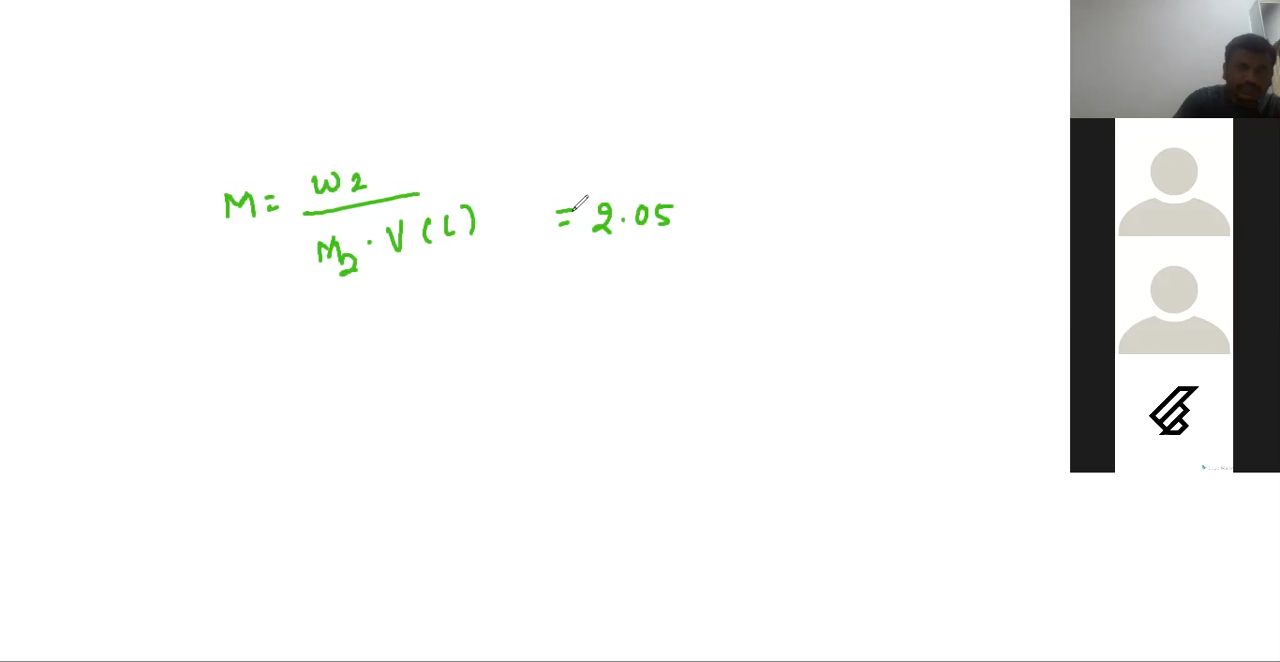 M = w2 / M2 · V(L) = 2.05